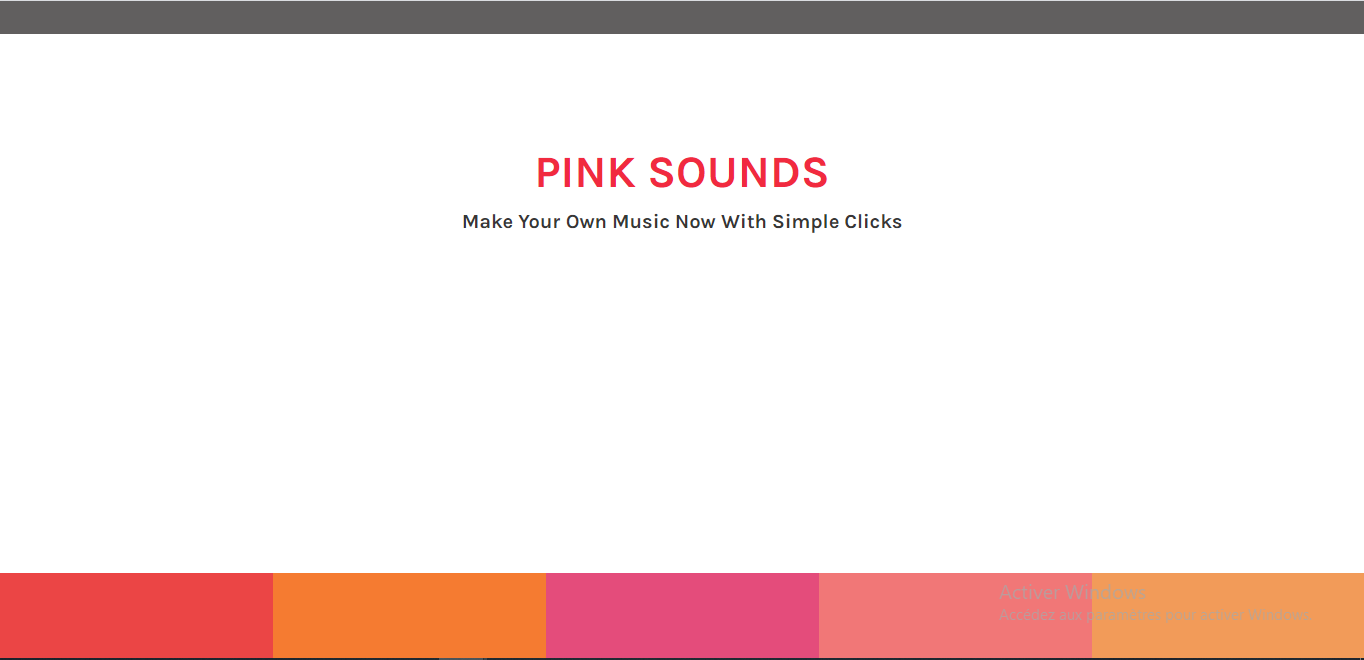 PINK SOUNDS
Make Your Own Music Now With Simple Clicks
Activer Windows
Accédez aux paramètres pour activer Windows.